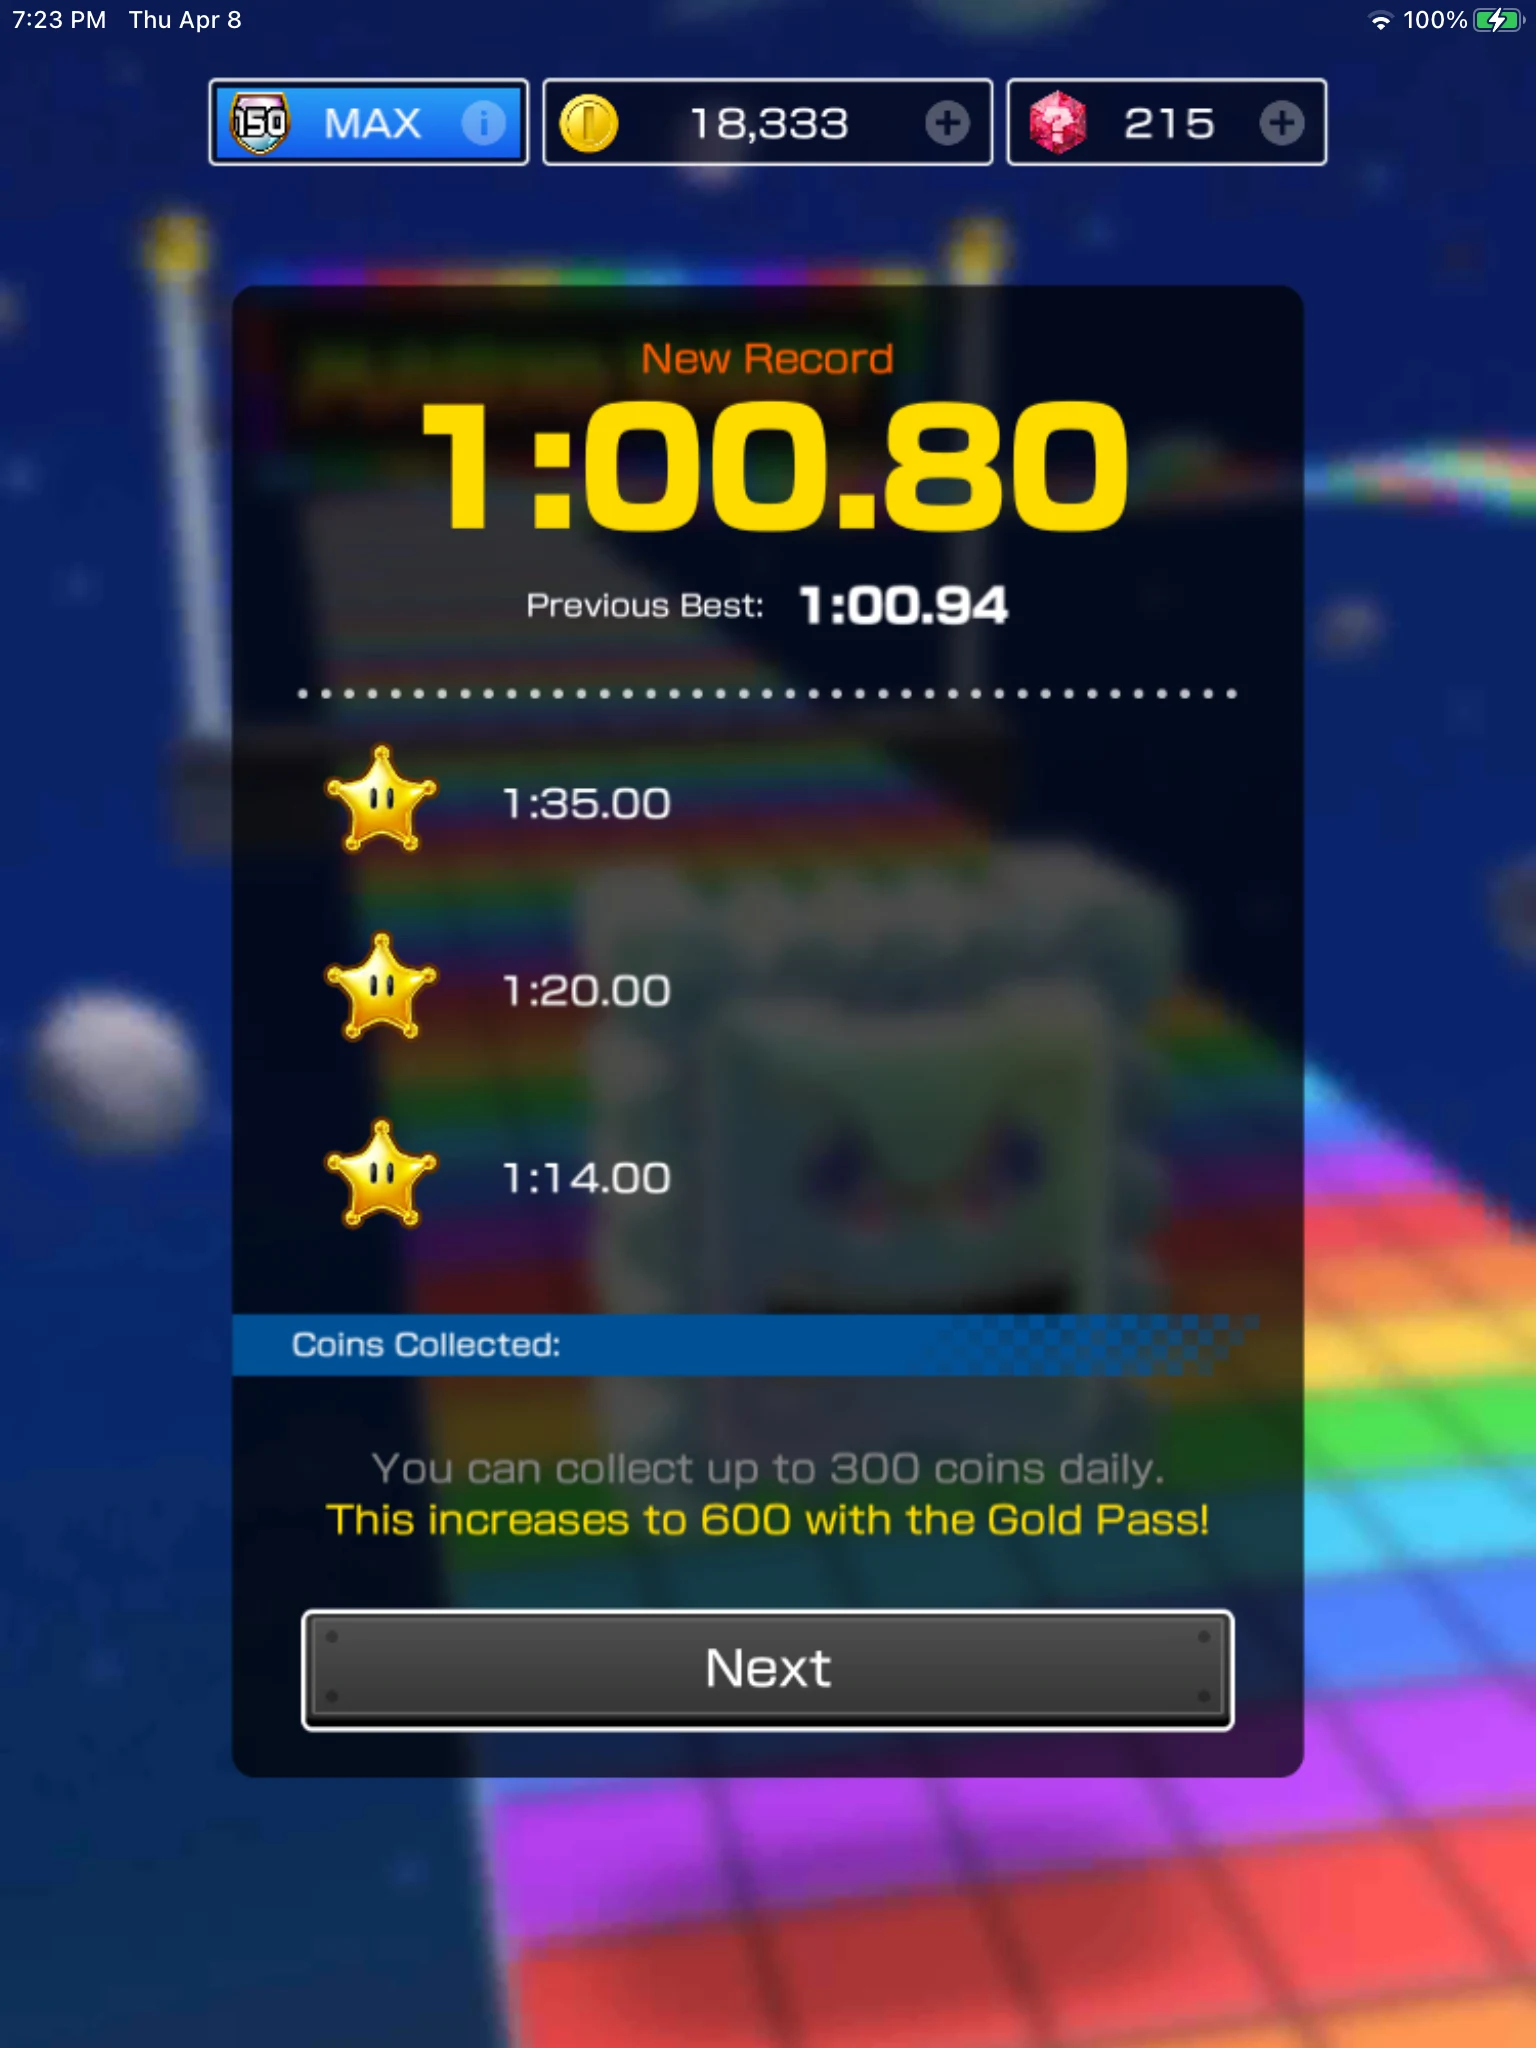 7:23 PM Thu Apr 8
100%
150 MAX i
18,333
215
New Record
1:00.80
Previous Best: 1:00.94
1:35.00
1:20.00
1:14.00
Coins Collected:
You can collect up to 300 coins daily.
This increases to 600 with the Gold Pass!
Next